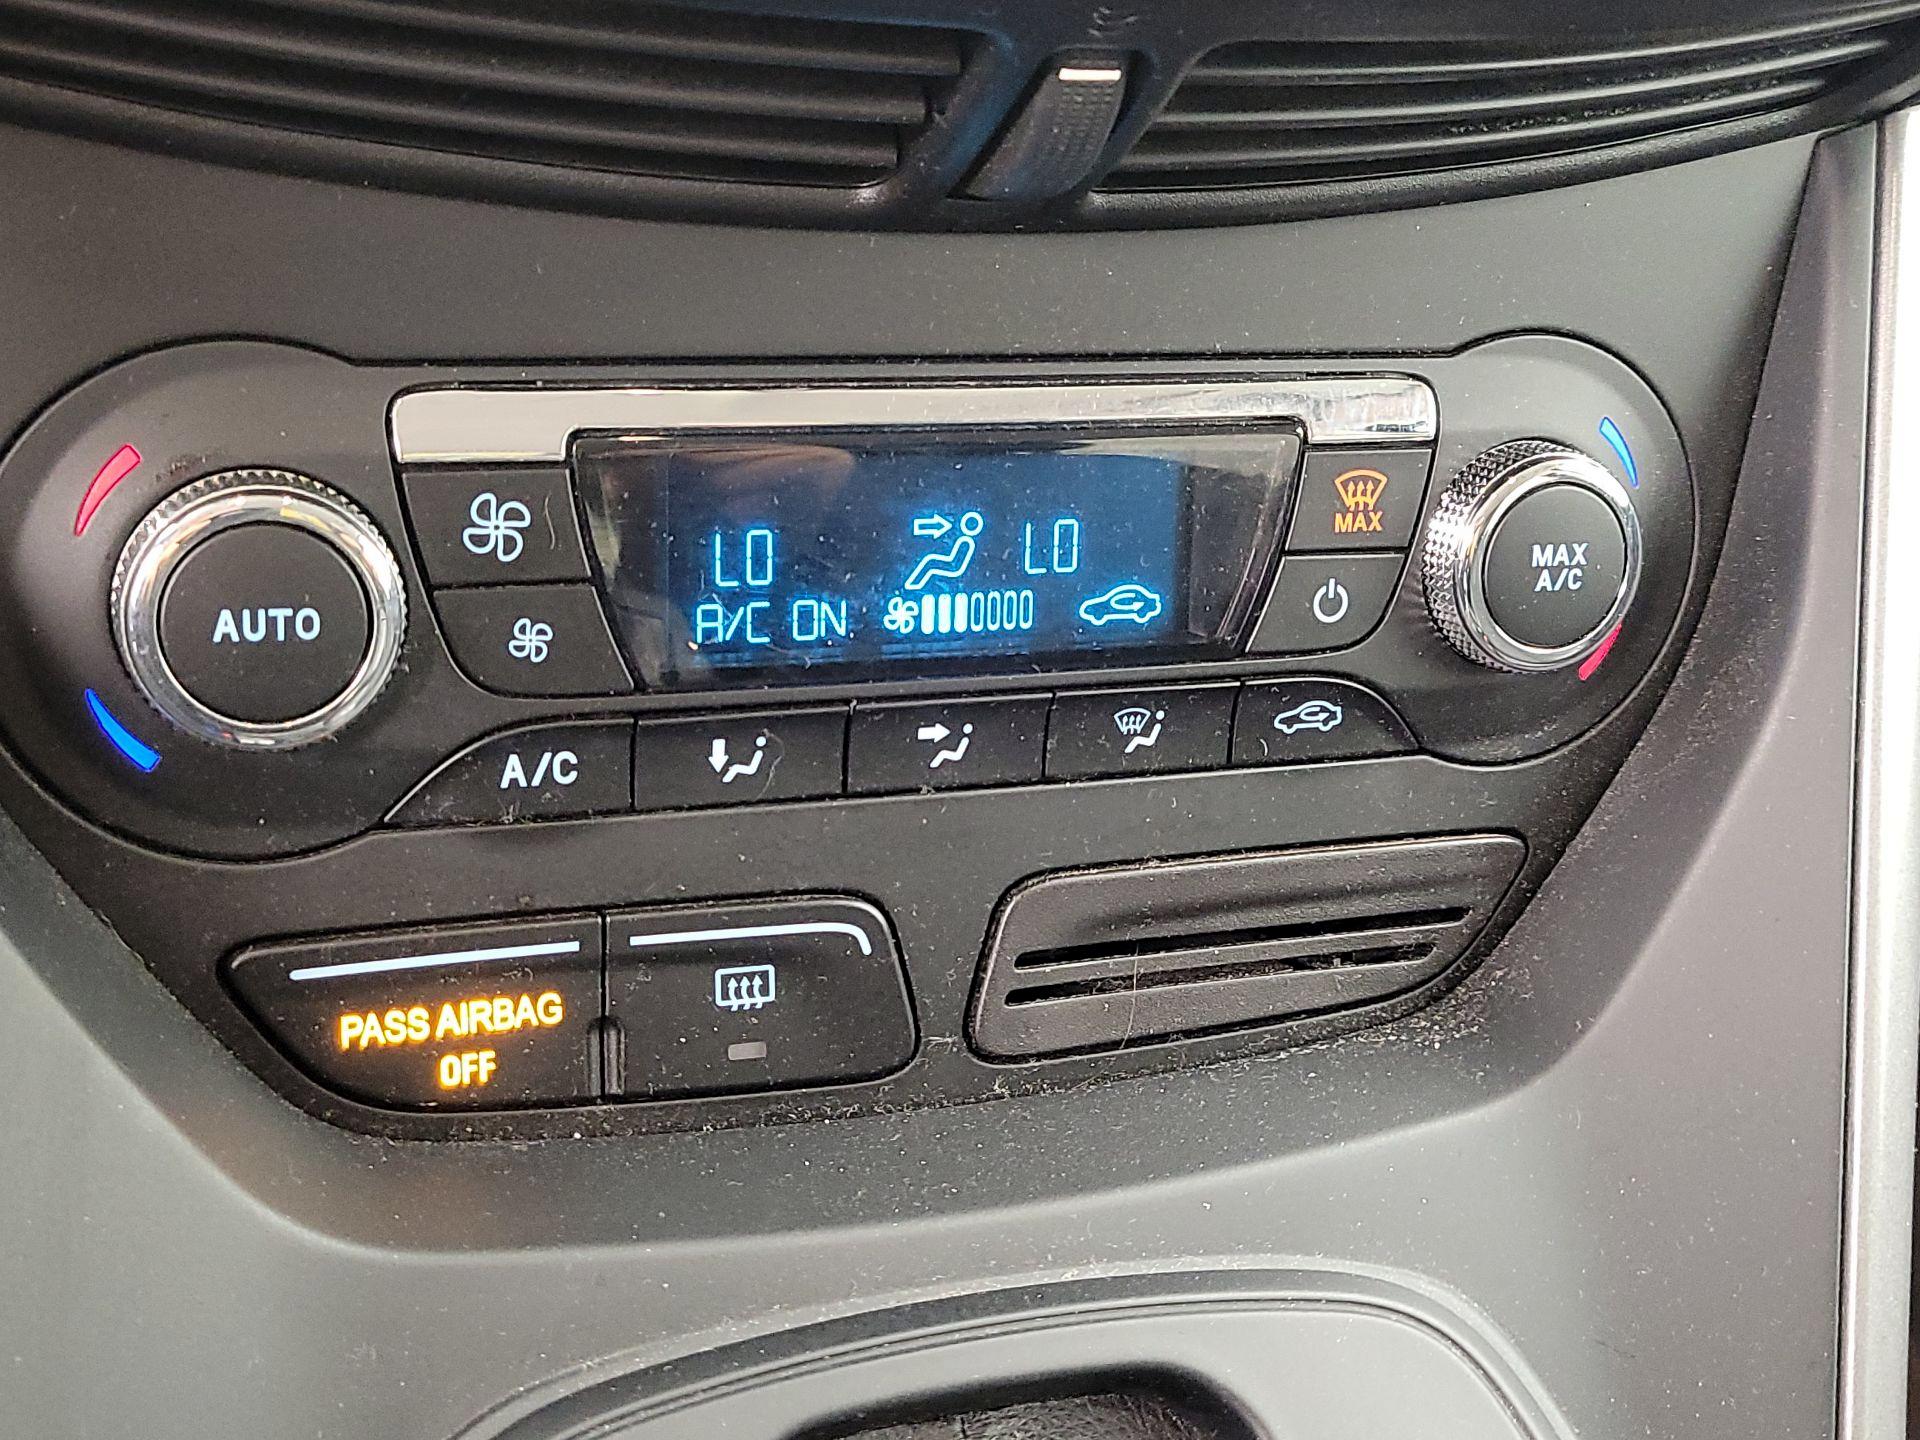 LO LO
A/C ON
MAX
AUTO
MAX
A/C
A/C
PASS AIRBAG
OFF